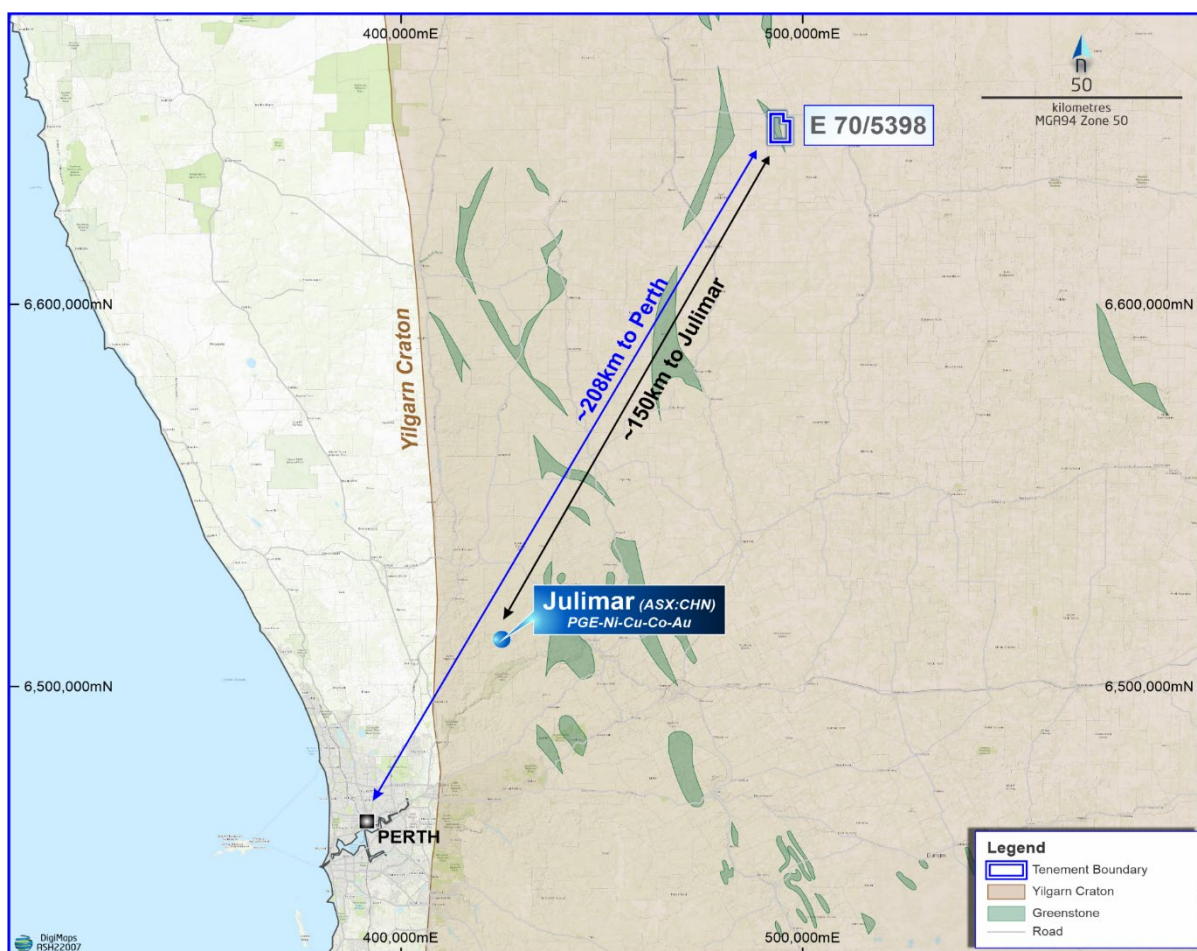 400,000mE
500,000mE
n
50
kilometres
MGA94 Zone 50
E 70/5398
6,600,000mN
6,600,000mN
Yilgarn Craton
~208km to Perth
~150km to Julimar
Julimar (ASX:CHN)
PGE-Ni-Cu-Co-Au
6,500,000mN
6,500,000mN
PERTH
Legend
Tenement Boundary
Yilgarn Craton
Greenstone
Road
DigiMaps
ASH22007
400,000mE
500,000mE